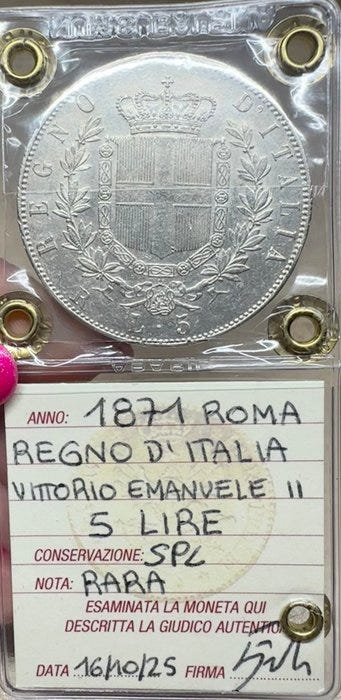 REGNO D'ITALIA
L. 5
ANNO: 1871 ROMA
REGNO D' ITALIA
VITTORIO EMANUELE II
5 LIRE
CONSERVAZIONE: SPL
NOTA: RARA
ESAMINATA LA MONETA QUI
DESCRITTA LA GIUDICO AUTENTIC
DATA 16/10/25 FIRMA